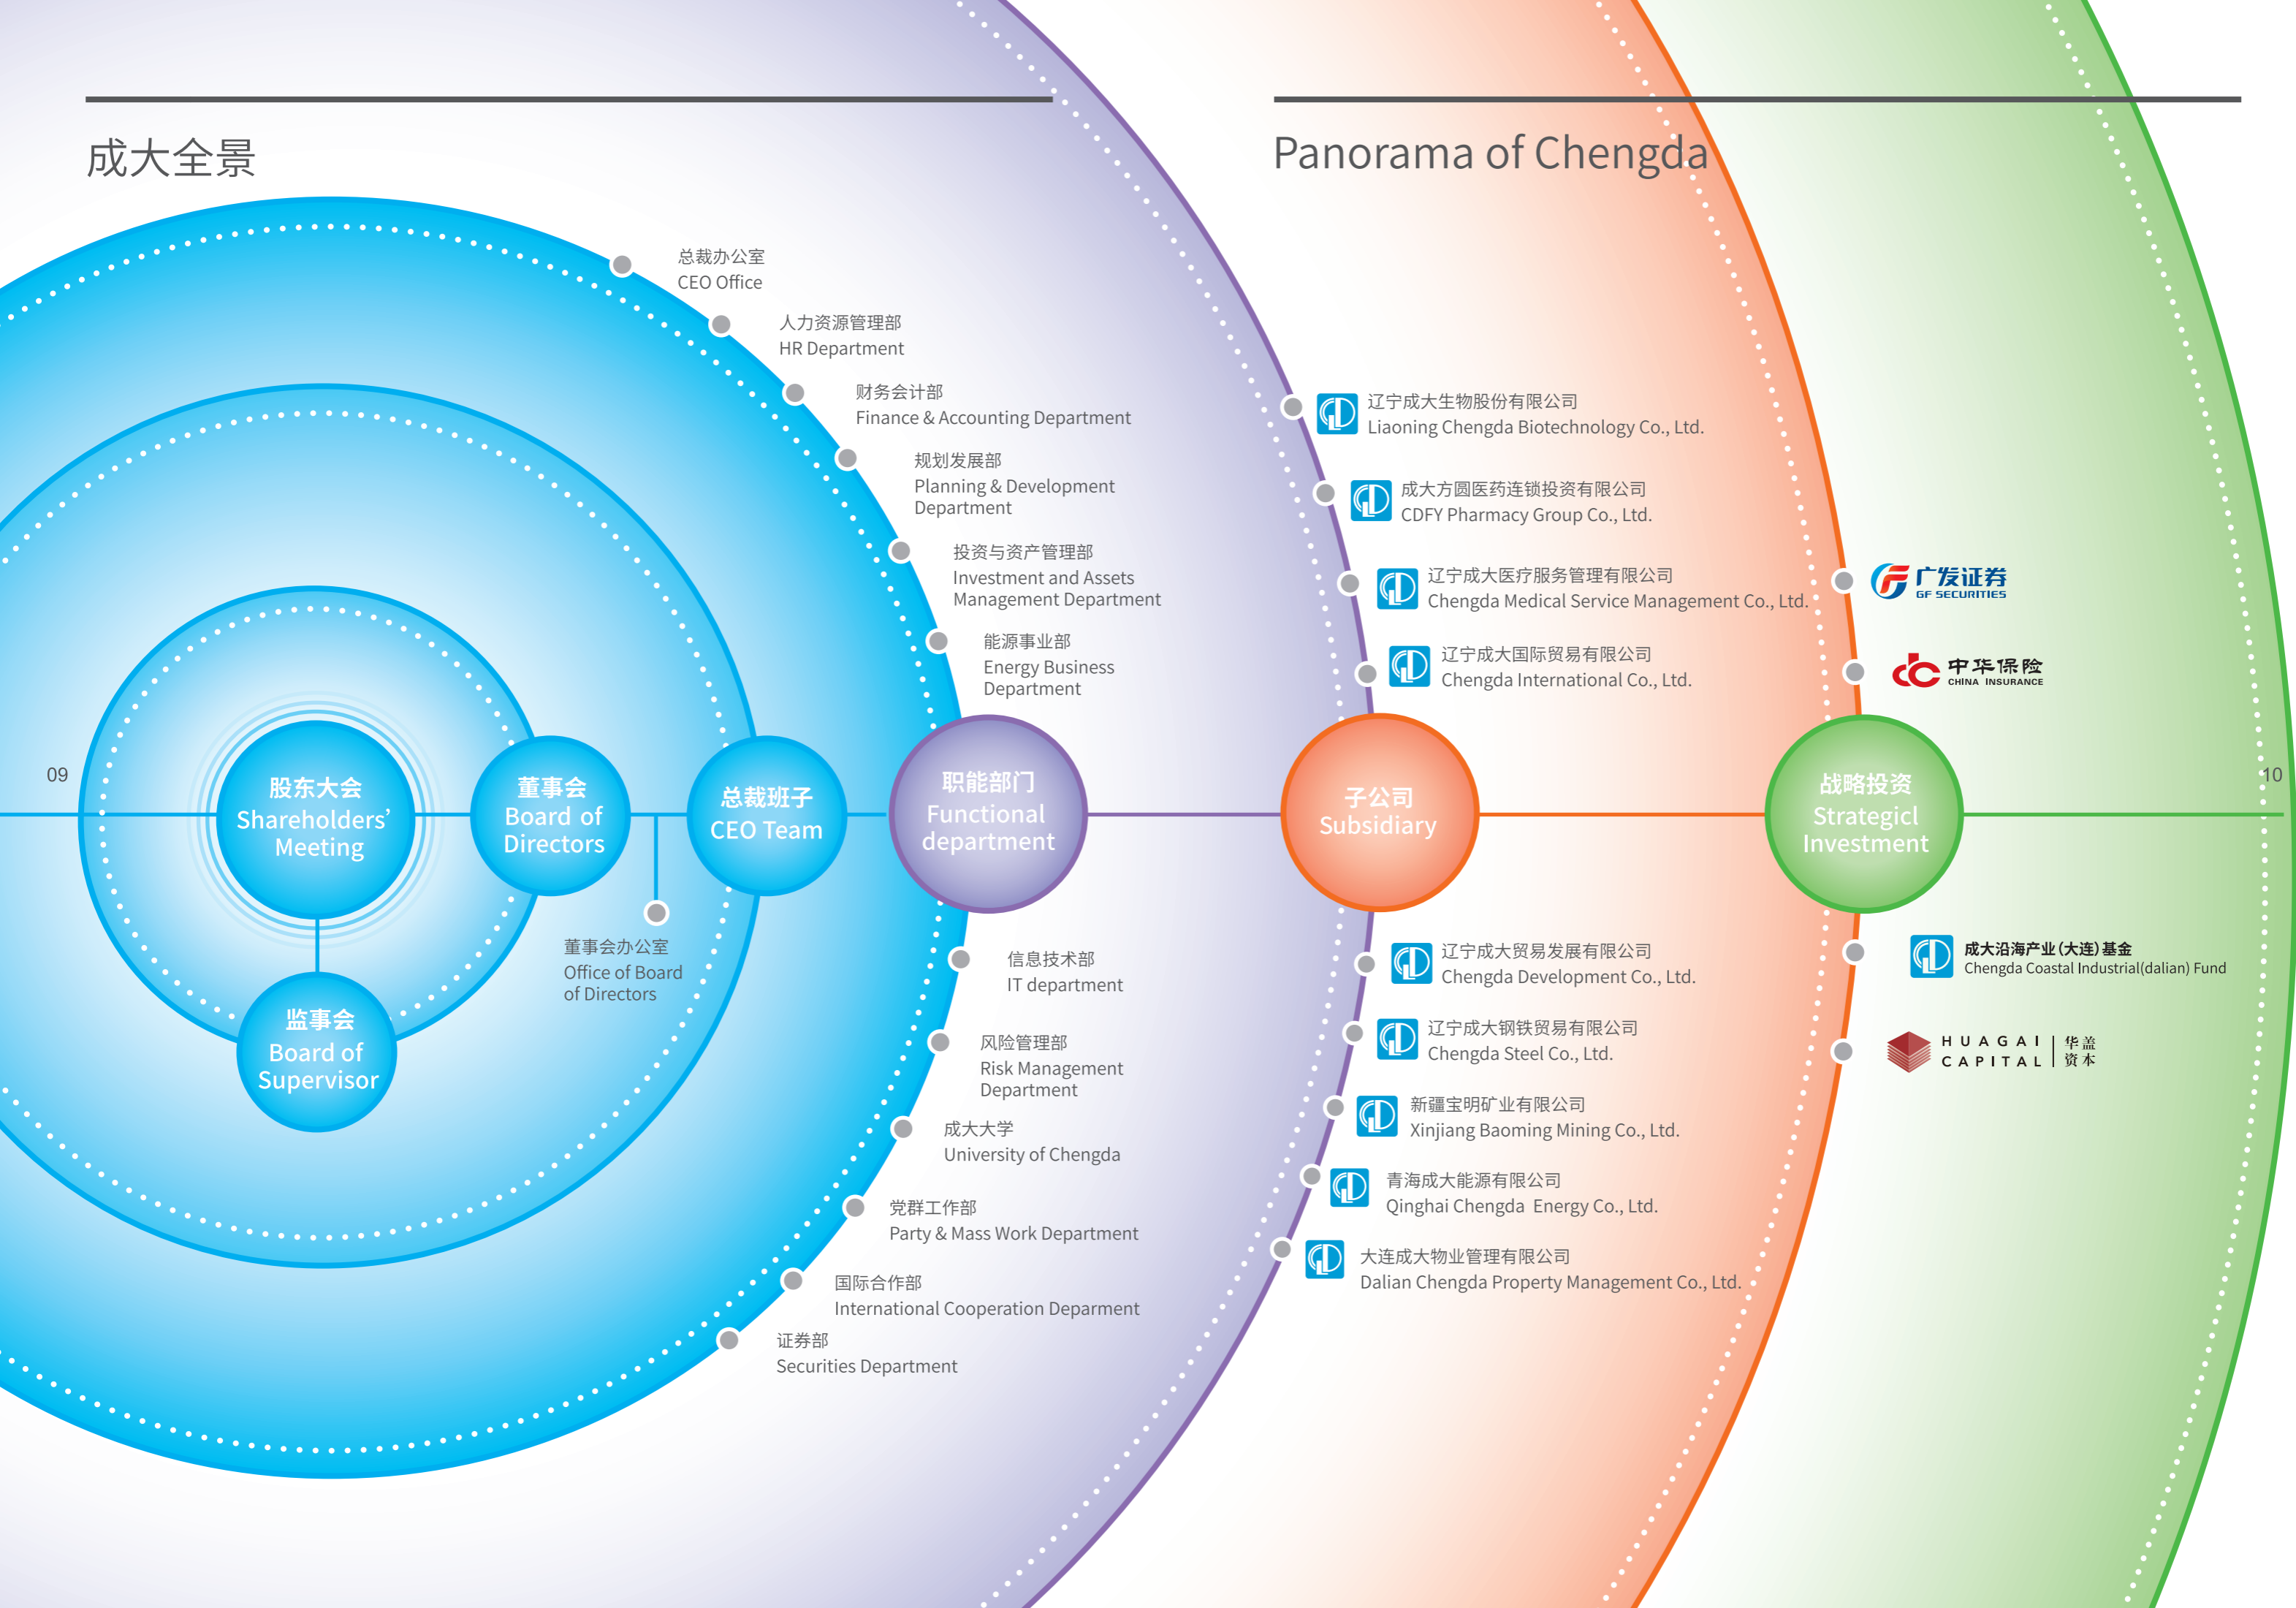 成大全景
Panorama of Chengda
总裁办公室
CEO Office
人力资源管理部
HR Department
财务会计部
Finance & Accounting Department
规划发展部
Planning & Development
Department
投资与资产管理部
Investment and Assets
Management Department
能源事业部
Energy Business
Department
09
股东大会
Shareholders’
Meeting
董事会
Board of
Directors
总裁班子
CEO Team
职能部门
Functional
department
子公司
Subsidiary
战略投资
Strategicl
Investment
10
董事会办公室
Office of Board
of Directors
监事会
Board of
Supervisor
信息技术部
IT department
风险管理部
Risk Management
Department
成大大学
University of Chengda
党群工作部
Party & Mass Work Department
国际合作部
International Cooperation Deparment
证券部
Securities Department
辽宁成大生物股份有限公司
Liaoning Chengda Biotechnology Co., Ltd.
成大方圆医药连锁投资有限公司
CDFY Pharmacy Group Co., Ltd.
辽宁成大医疗服务管理有限公司
Chengda Medical Service Management Co., Ltd.
辽宁成大国际贸易有限公司
Chengda International Co., Ltd.
辽宁成大贸易发展有限公司
Chengda Development Co., Ltd.
辽宁成大钢铁贸易有限公司
Chengda Steel Co., Ltd.
新疆宝明矿业有限公司
Xinjiang Baoming Mining Co., Ltd.
青海成大能源有限公司
Qinghai Chengda Energy Co., Ltd.
大连成大物业管理有限公司
Dalian Chengda Property Management Co., Ltd.
广发证券
GF SECURITIES
中华保险
CHINA INSURANCE
成大沿海产业(大连)基金
Chengda Coastal Industrial(dalian) Fund
HUAGAI 华盖
CAPITAL 资本